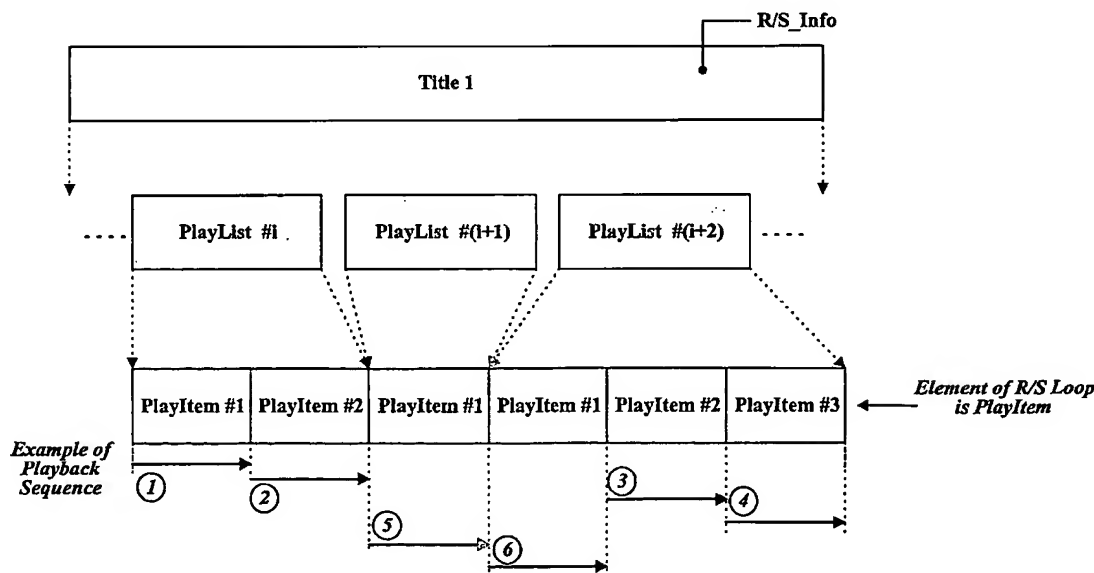 R/S_Info
Title 1
PlayList #i
PlayList #(i+1)
PlayList #(i+2)
PlayItem #1
PlayItem #2
PlayItem #1
PlayItem #1
PlayItem #2
PlayItem #3
Element of R/S Loop
is PlayItem
Example of
Playback
Sequence
1
2
3
4
5
6